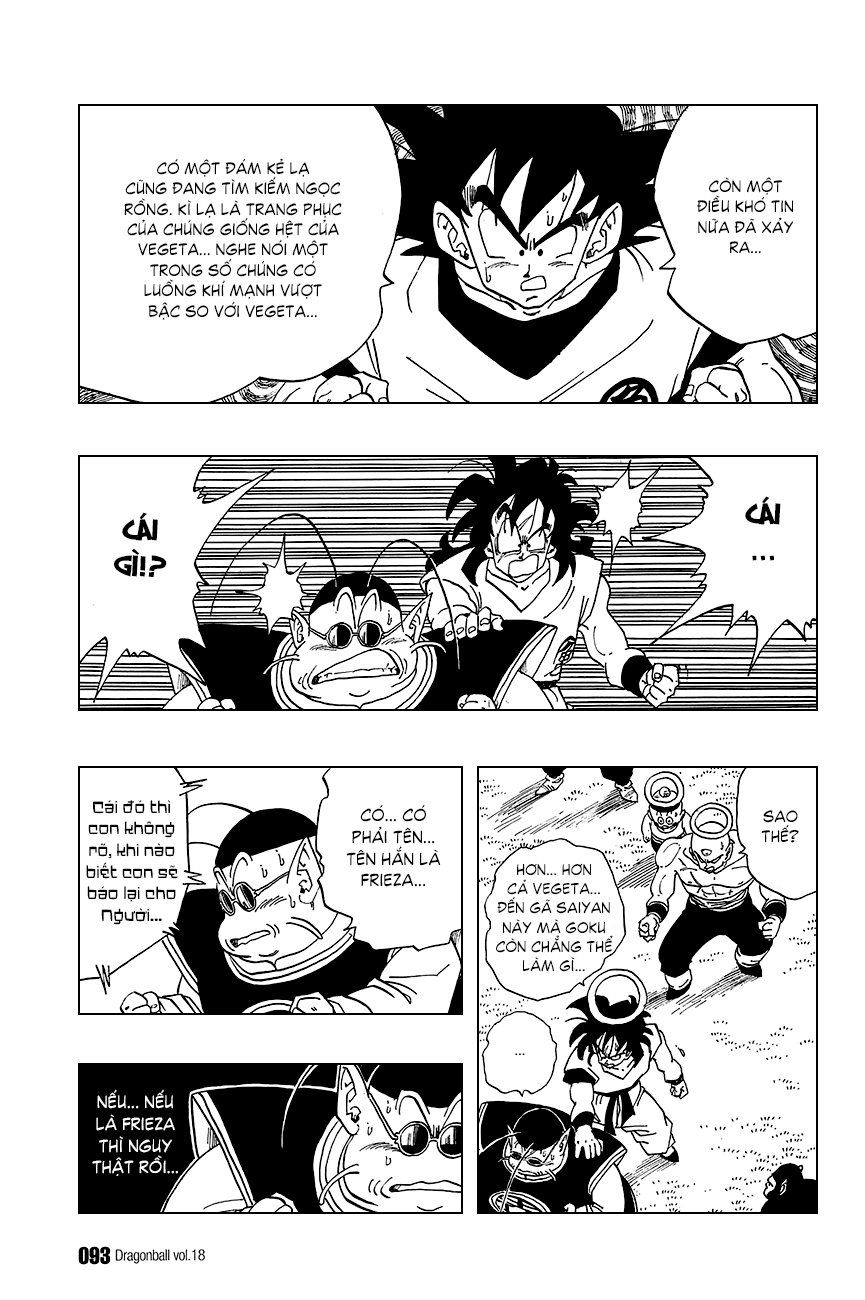 CÒN MỘT
ĐIỀU KHÓ TIN
NỮA ĐÃ XẢY
RA...
CÓ MỘT ĐÁM KẺ LẠ
CŨNG ĐANG TÌM KIẾM NGỌC
RỒNG. KÌ LẠ LÀ TRANG PHỤC
CỦA CHÚNG GIỐNG HỆT CỦA
VEGETA... NGHE NÓI MỘT
TRONG SỐ CHÚNG CÓ
LUỒNG KHÍ MẠNH VƯỢT
BẬC SO VỚI VEGETA...
CÁI
...
CÁI
GÌ!?
SAO
THẾ?
HƠN... HƠN
CẢ VEGETA...
ĐẾN GÃ SAIYAN
NÀY MÀ GOKU
CÒN CHẲNG THỂ
LÀM GÌ...
...
CÓ... CÓ
PHẢI TÊN...
TÊN HẮN LÀ
FRIEZA...
Cái đó thì
con không
rõ, khi nào
biết con sẽ
báo lại cho
Người...
NẾU... NẾU
LÀ FRIEZA
THÌ NGUY
THẬT RỒI...
093 Dragonball vol.18